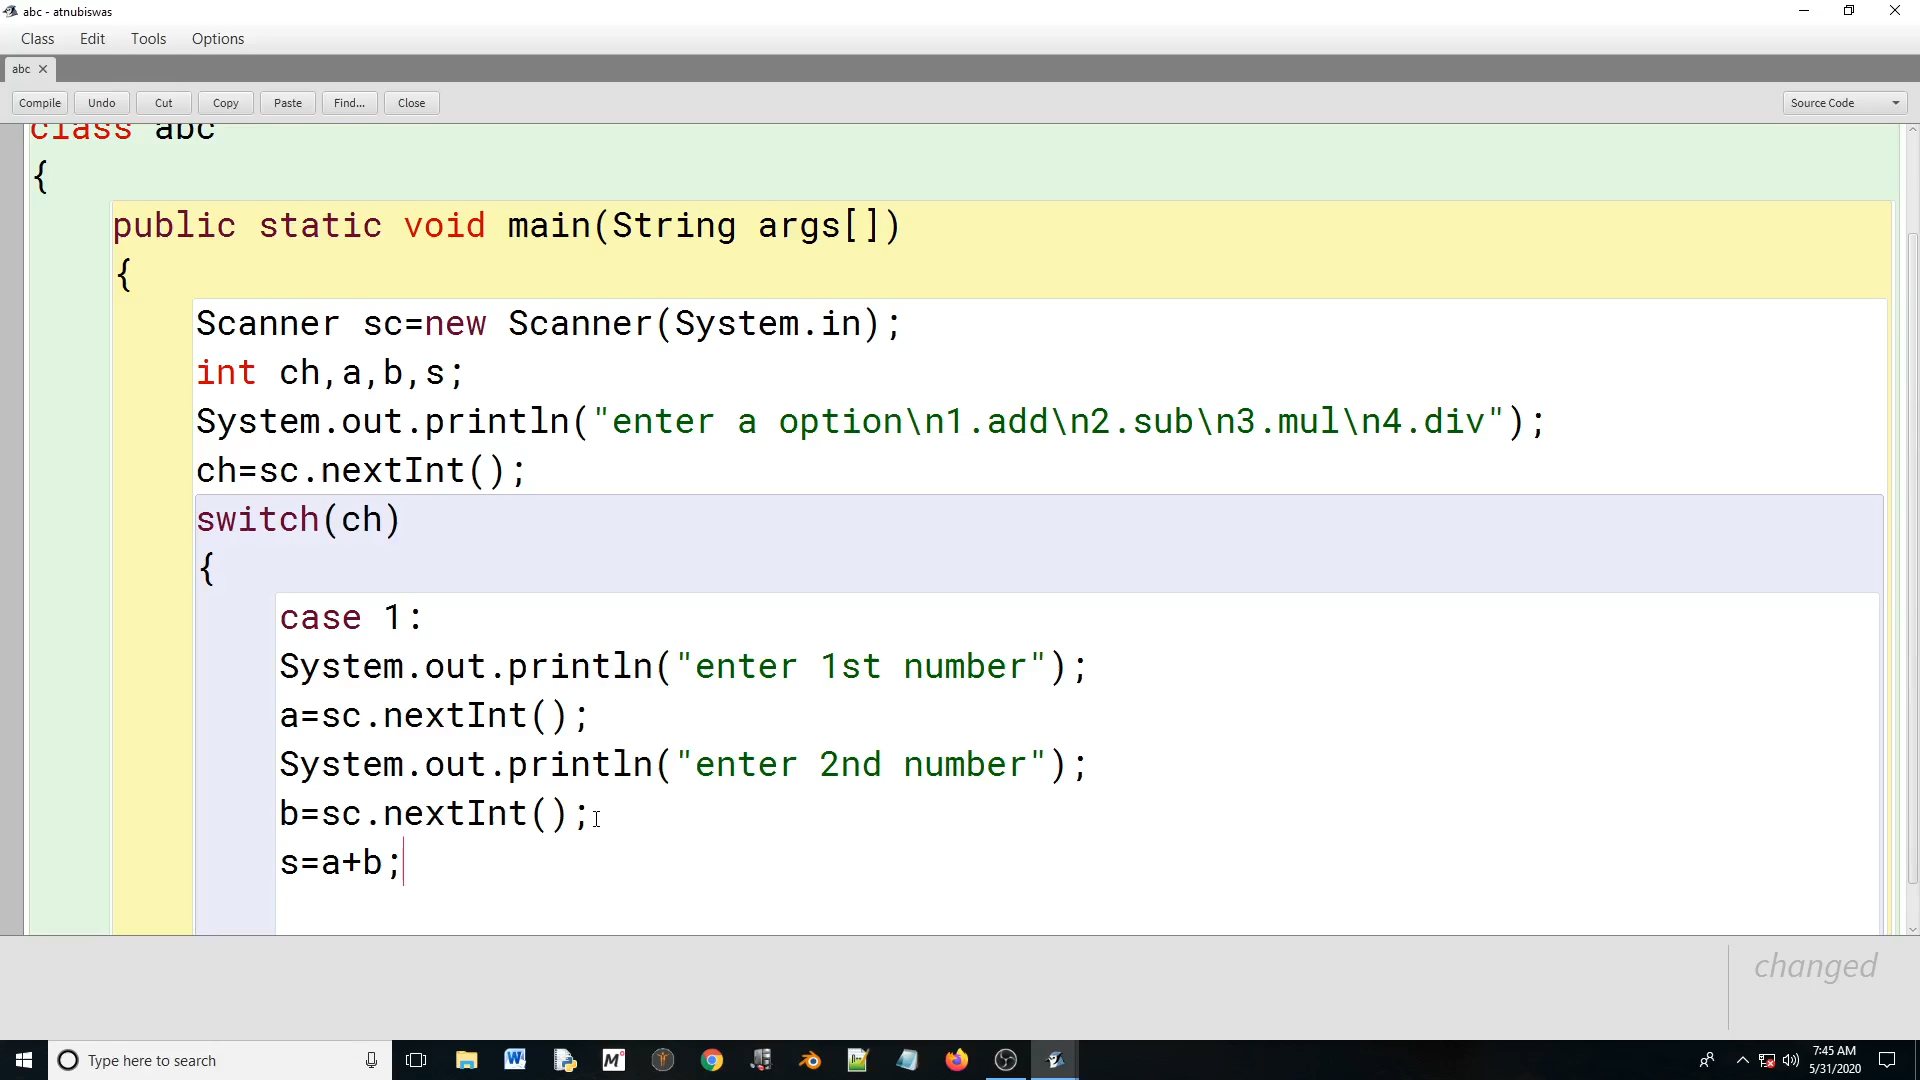 abc - atnubiswas
Class Edit Tools Options
abc
Compile Undo Cut Copy Paste Find... Close Source Code
class abc
{
public static void main(String args[])
{
Scanner sc=new Scanner(System.in);
int ch,a,b,s;
System.out.println("enter a option\n1.add\n2.sub\n3.mul\n4.div");
ch=sc.nextInt();
switch(ch)
{
case 1:
System.out.println("enter 1st number");
a=sc.nextInt();
System.out.println("enter 2nd number");
b=sc.nextInt();
s=a+b;
changed
Type here to search
7:45 AM
5/31/2020